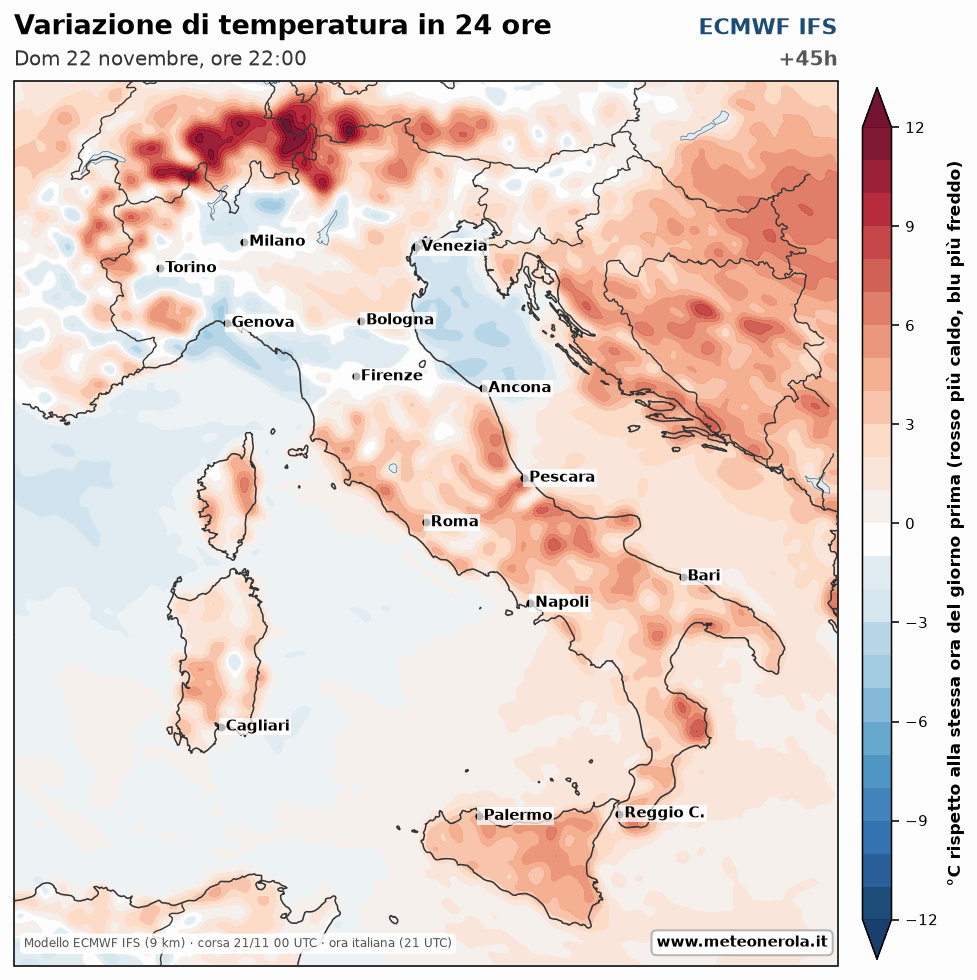 Variazione di temperatura in 24 ore
ECMWF IFS
Dom 22 novembre, ore 22:00
+45h
Milano
Venezia
Torino
Genova
Bologna
Firenze
Ancona
Pescara
Roma
Bari
Napoli
Cagliari
Palermo
Reggio C.
12
9
6
3
0
−3
−6
−9
−12
°C rispetto alla stessa ora del giorno prima (rosso più caldo, blu più freddo)
Modello ECMWF IFS (9 km) · corsa 21/11 00 UTC · ora italiana (21 UTC)
www.meteonerola.it